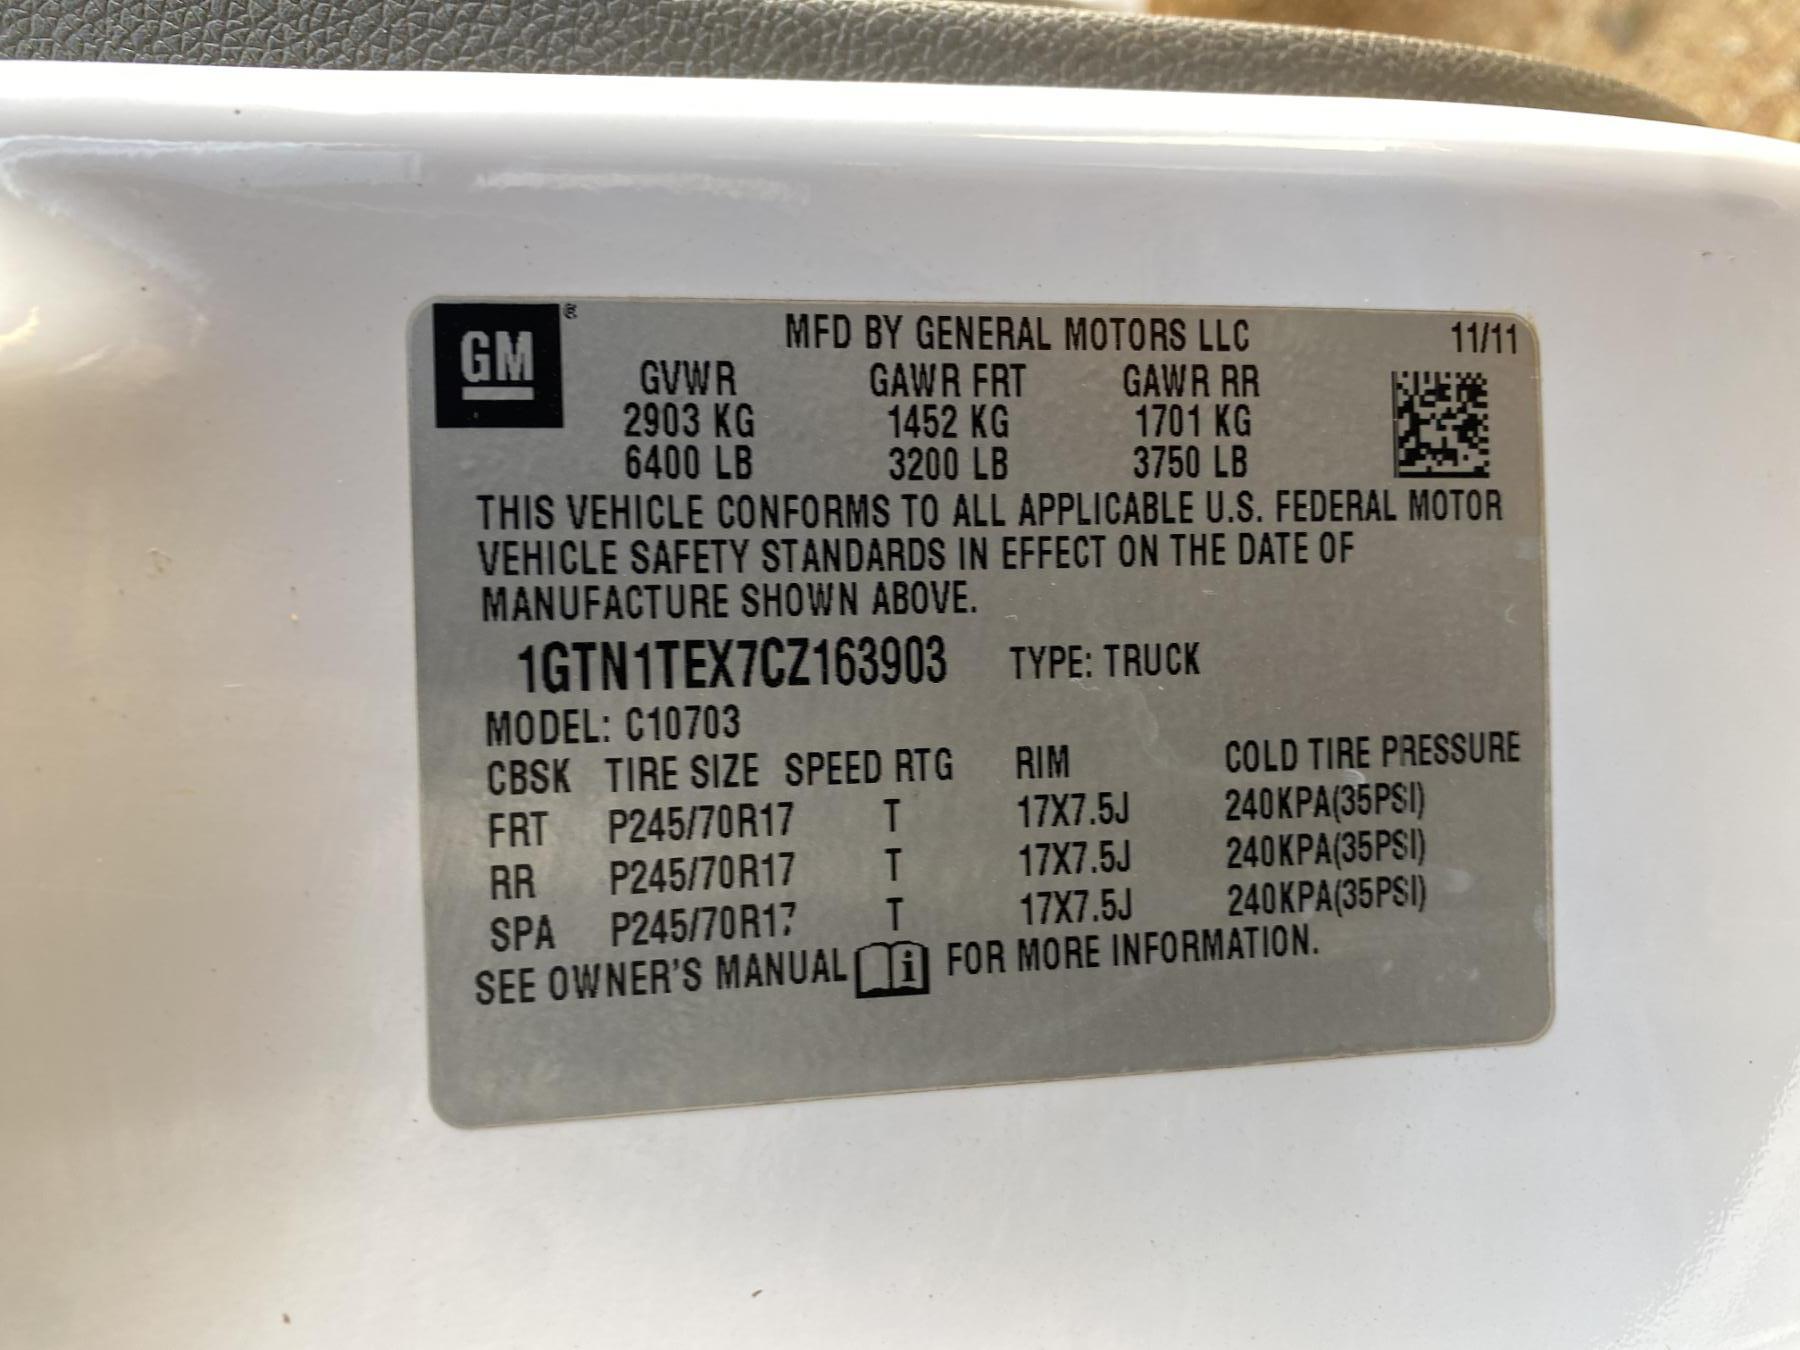 GM®
MFD BY GENERAL MOTORS LLC 11/11
GVWR GAWR FRT GAWR RR
2903 KG 1452 KG 1701 KG
6400 LB 3200 LB 3750 LB
THIS VEHICLE CONFORMS TO ALL APPLICABLE U.S. FEDERAL MOTOR
VEHICLE SAFETY STANDARDS IN EFFECT ON THE DATE OF
MANUFACTURE SHOWN ABOVE.
1GTN1TEX7CZ163903 TYPE: TRUCK
MODEL: C10703
CBSK TIRE SIZE SPEED RTG RIM COLD TIRE PRESSURE
FRT P245/70R17 T 17X7.5J 240KPA(35PSI)
RR P245/70R17 T 17X7.5J 240KPA(35PSI)
SPA P245/70R17 T 17X7.5J 240KPA(35PSI)
SEE OWNER'S MANUAL i FOR MORE INFORMATION.